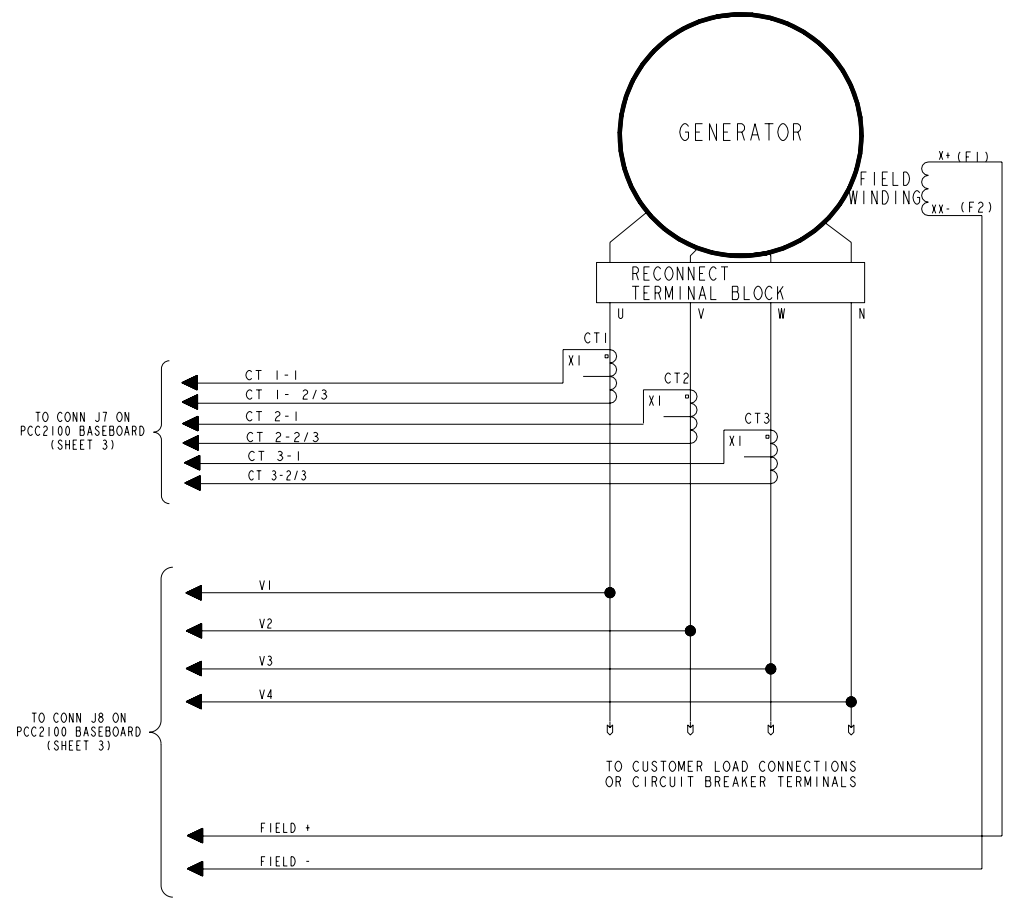 GENERATOR
X+ (F1)
FIELD
WINDING
XX- (F2)
RECONNECT
TERMINAL BLOCK
U
V
W
N
CT1
X1
CT 1-1
CT 1- 2/3
CT2
X1
CT 2-1
CT 2-2/3
CT3
X1
CT 3-1
CT 3-2/3
TO CONN J7 ON
PCC2100 BASEBOARD
(SHEET 3)
V1
V2
V3
V4
TO CONN J8 ON
PCC2100 BASEBOARD
(SHEET 3)
TO CUSTOMER LOAD CONNECTIONS
OR CIRCUIT BREAKER TERMINALS
FIELD +
FIELD -